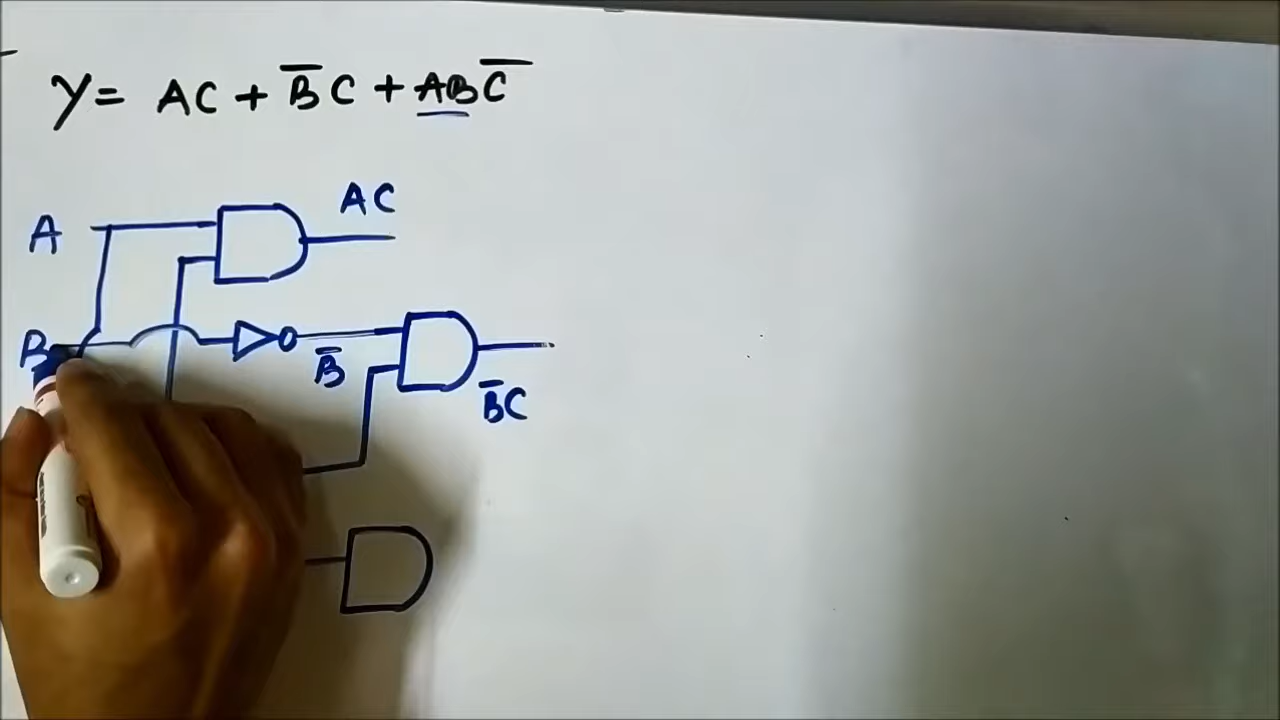 Y = AC + B̅C + ABC̅
AC
A
B
B̅
B̅C